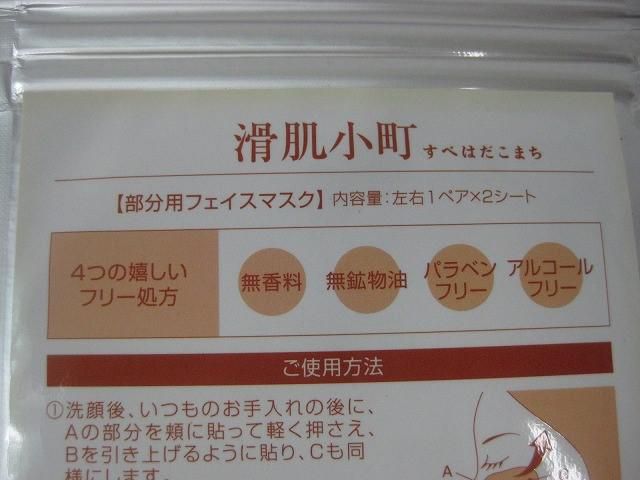 滑肌小町 すべはだこまち
【部分用フェイスマスク】内容量：左右1ペア×2シート
4つの嬉しい
フリー処方
無香料
無鉱物油
パラベン
フリー
アルコール
フリー
ご使用方法
①洗顔後、いつものお手入れの後に、
Aの部分を頬に貼って軽く押さえ、
Bを引き上げるように貼り、Cも同
様にします。
A
C